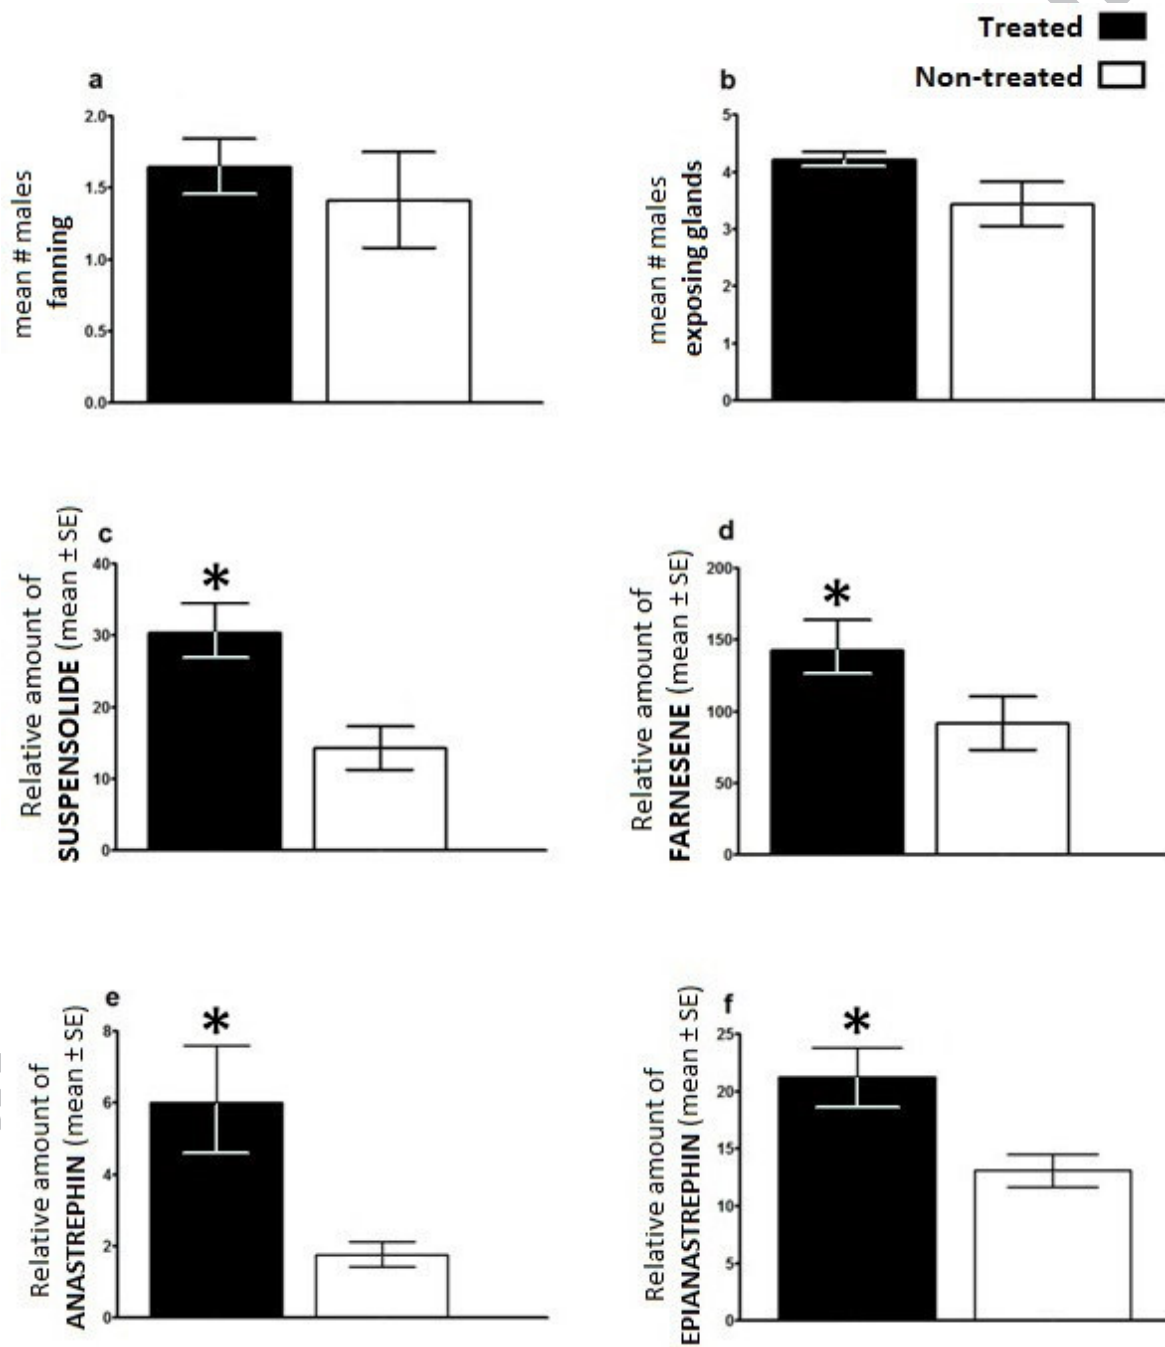 Treated
Non-treated
a
2.0
1.5
1.0
0.5
0.0
mean # males
fanning
b
5
4
3
2
1
0
mean # males
exposing glands
c
40
30
20
10
0
Relative amount of
SUSPENSOLIDE (mean ± SE)
*
d
200
150
100
50
0
Relative amount of
FARNESENE (mean ± SE)
*
e
8
6
4
2
0
Relative amount of
ANASTREPHIN (mean ± SE)
*
f
25
20
15
10
5
0
Relative amount of
EPIANASTREPHIN (mean ± SE)
*